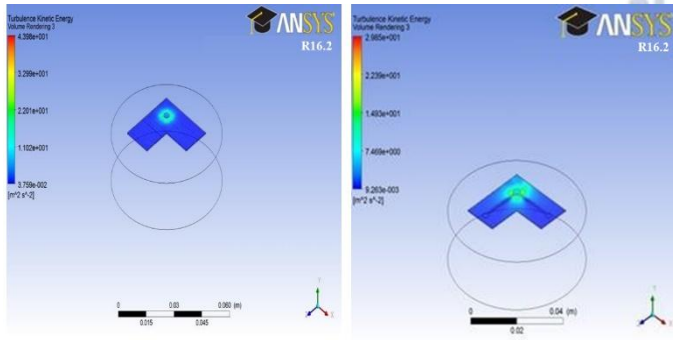 Turbulence Kinetic Energy
Volume Rendering 3
4.398e+001
3.299e+001
2.201e+001
1.102e+001
3.759e-002
[m^2 s^-2]
ANSYS
R16.2
0
0.03
0.060 (m)
0.015
0.045
Turbulence Kinetic Energy
Volume Rendering 3
2.985e+001
2.239e+001
1.493e+001
7.469e+000
9.263e-003
[m^2 s^-2]
ANSYS
R16.2
0
0.04 (m)
0.02